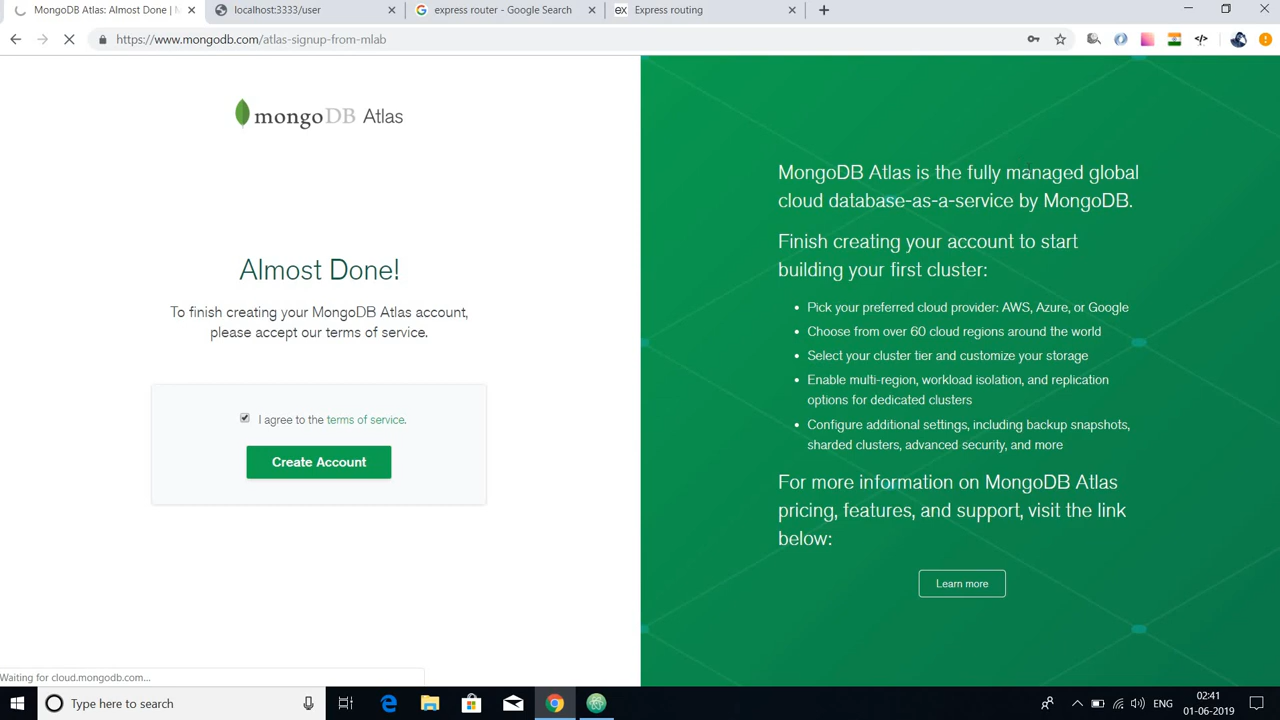 MongoDB Atlas: Almost Done | M
localhost:3333/user
express router - Google Search
Express routing
https://www.mongodb.com/atlas-signup-from-mlab
mongoDB Atlas
Almost Done!
To finish creating your MongoDB Atlas account,
please accept our terms of service.
I agree to the terms of service.
Create Account
MongoDB Atlas is the fully managed global
cloud database-as-a-service by MongoDB.
Finish creating your account to start
building your first cluster:
• Pick your preferred cloud provider: AWS, Azure, or Google
• Choose from over 60 cloud regions around the world
• Select your cluster tier and customize your storage
• Enable multi-region, workload isolation, and replication
options for dedicated clusters
• Configure additional settings, including backup snapshots,
sharded clusters, advanced security, and more
For more information on MongoDB Atlas
pricing, features, and support, visit the link
below:
Learn more
Waiting for cloud.mongodb.com...
Type here to search
ENG
02:41
01-06-2019